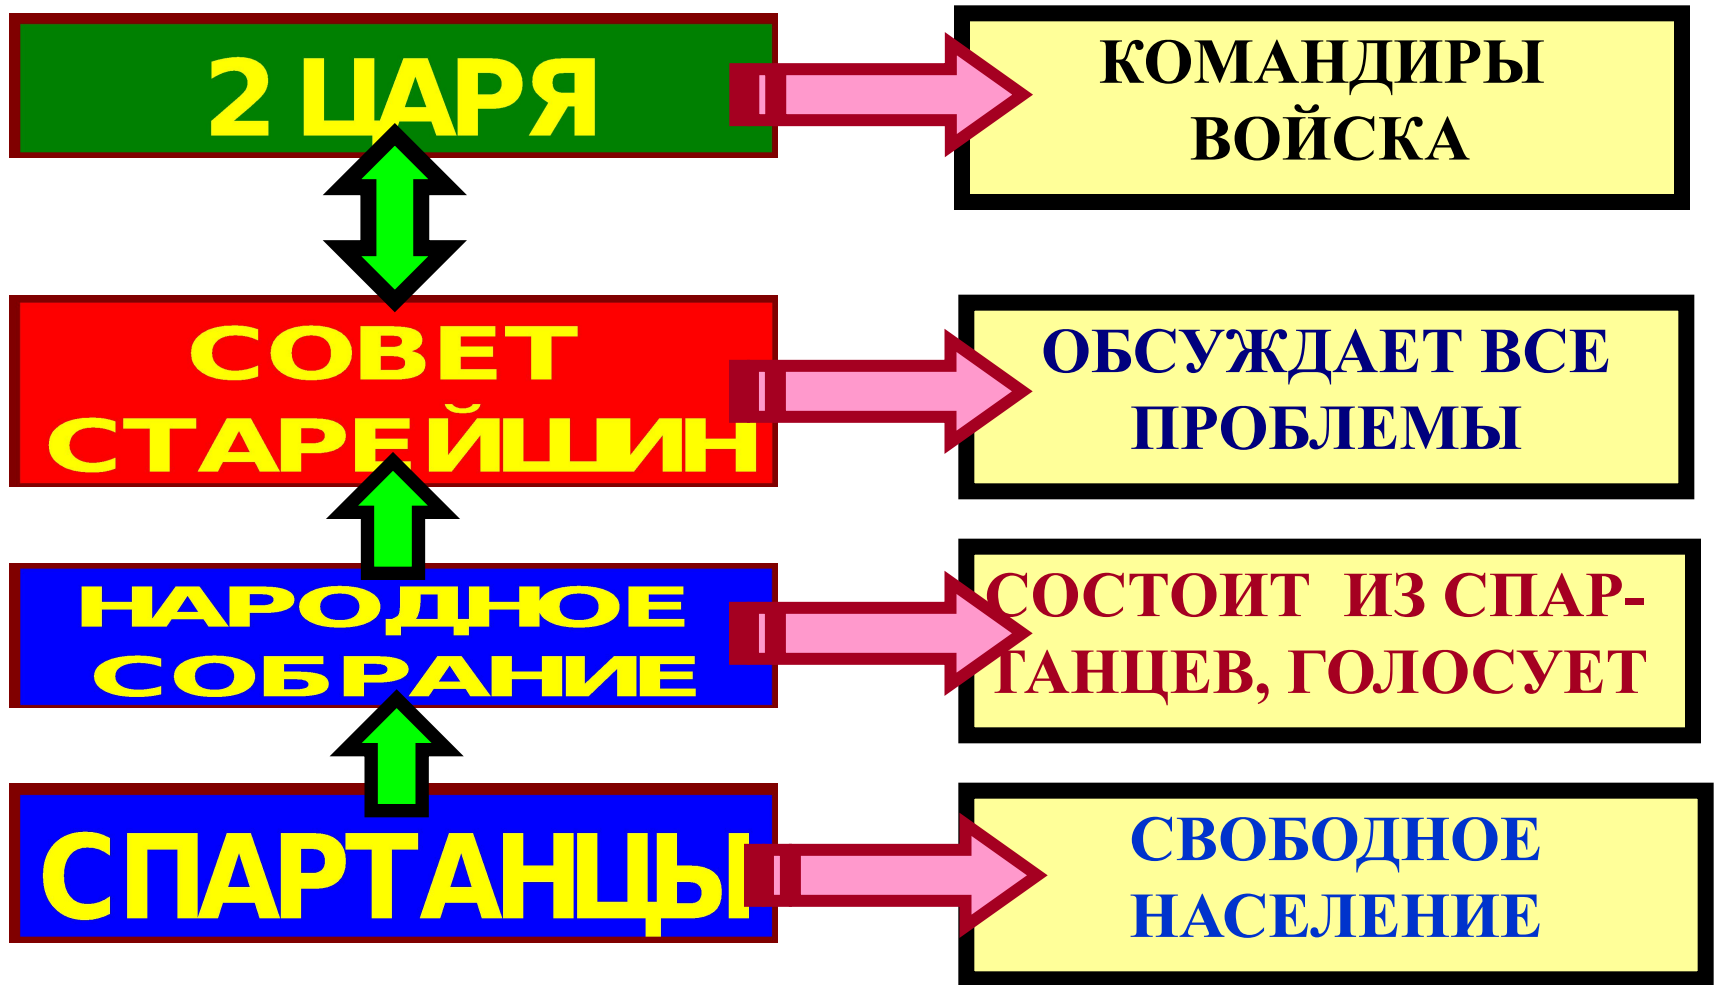 2 ЦАРЯ
КОМАНДИРЫ
ВОЙСКА
СОВЕТ
СТАРЕЙШИН
ОБСУЖДАЕТ ВСЕ
ПРОБЛЕМЫ
НАРОДНОЕ
СОБРАНИЕ
СОСТОИТ ИЗ СПАР-
ТАНЦЕВ, ГОЛОСУЕТ
СПАРТАНЦЫ
СВОБОДНОЕ
НАСЕЛЕНИЕ